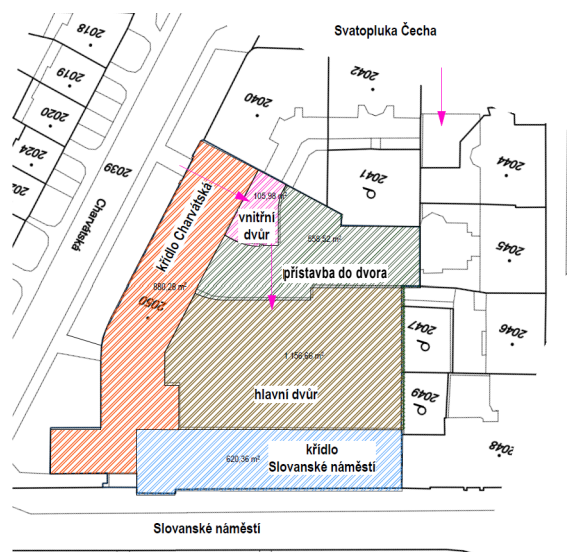 Svatopluka Čecha
2018
2019
2020
2024
2039
2040
2042
2041
2044
2045
2046
2047
2049
2048
Charvátská
105,98 m²
vnitřní
dvůr
křídlo Charvátská
880,28 m²
2050
558,52 m²
přístavba do dvora
1 156,66 m²
hlavní dvůr
620,36 m²
křídlo
Slovanské náměstí
Slovanské náměstí